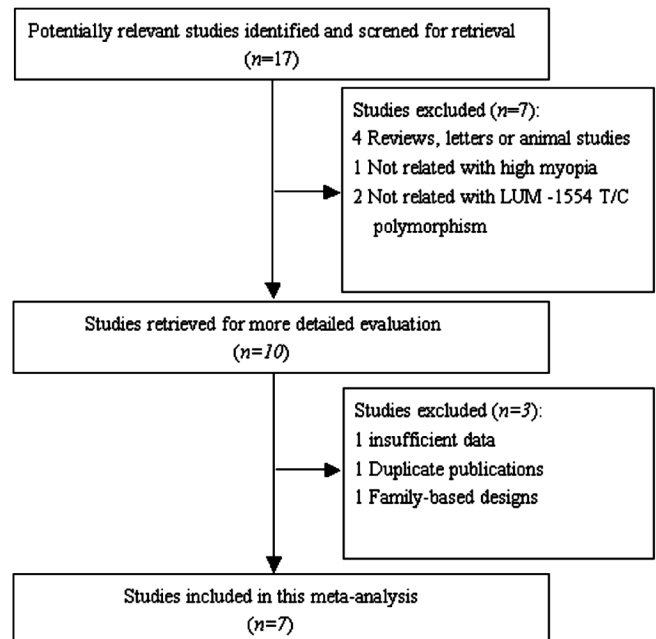 Potentially relevant studies identified and screned for retrieval
(n=17)
Studies excluded (n=7):
4 Reviews, letters or animal studies
1 Not related with high myopia
2 Not related with LUM -1554 T/C
polymorphism
Studies retrieved for more detailed evaluation
(n=10)
Studies excluded (n=3):
1 insufficient data
1 Duplicate publications
1 Family-based designs
Studies included in this meta-analysis
(n=7)